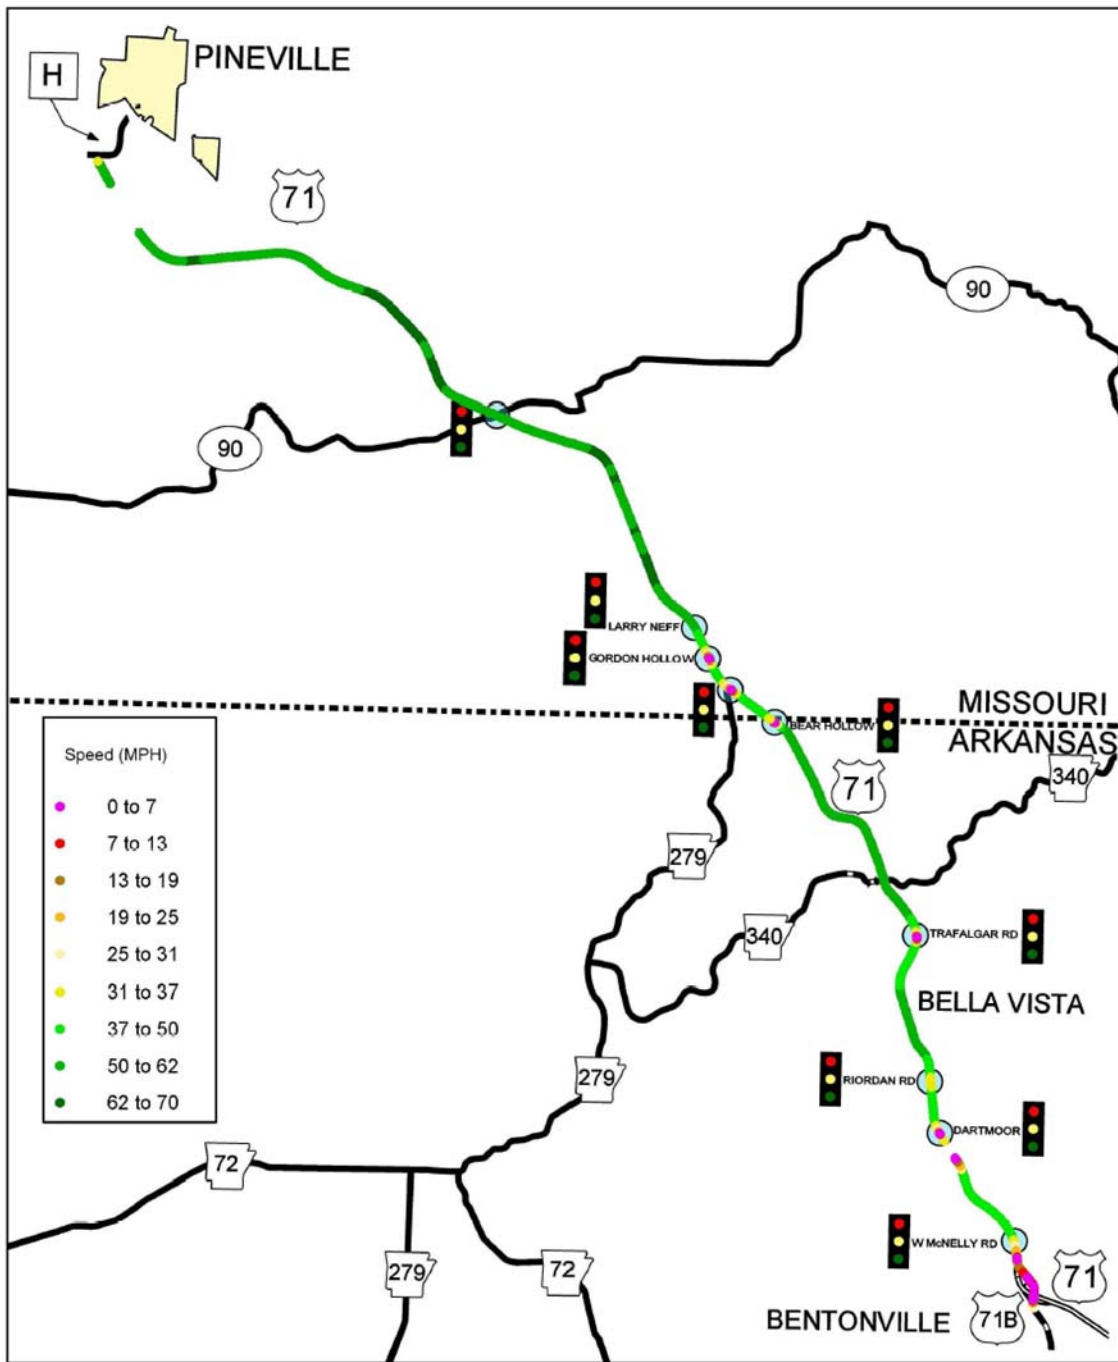 PINEVILLE
H
71
90
90
LARRY NEFF
GORDON HOLLOW
MISSOURI
BEAR HOLLOW
ARKANSAS
Speed (MPH)
0 to 7
7 to 13
13 to 19
19 to 25
25 to 31
31 to 37
37 to 50
50 to 62
62 to 70
71
340
279
340
TRAFALGAR RD
BELLA VISTA
279
RIORDAN RD
DARTMOOR
72
W McNELLY RD
279
72
71
71B
BENTONVILLE